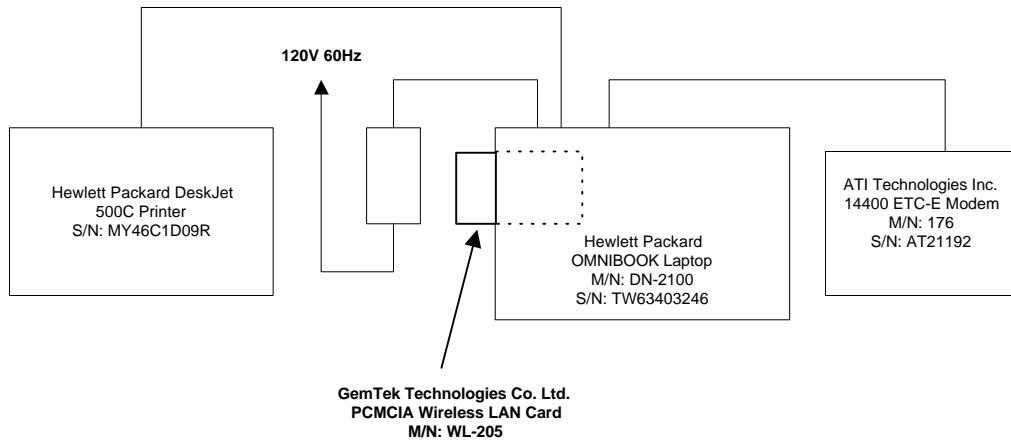 120V 60Hz
Hewlett Packard DeskJet
500C Printer
S/N: MY46C1D09R
Hewlett Packard
OMNIBOOK Laptop
M/N: DN-2100
S/N: TW63403246
ATI Technologies Inc.
14400 ETC-E Modem
M/N: 176
S/N: AT21192
GemTek Technologies Co. Ltd.
PCMCIA Wireless LAN Card
M/N: WL-205